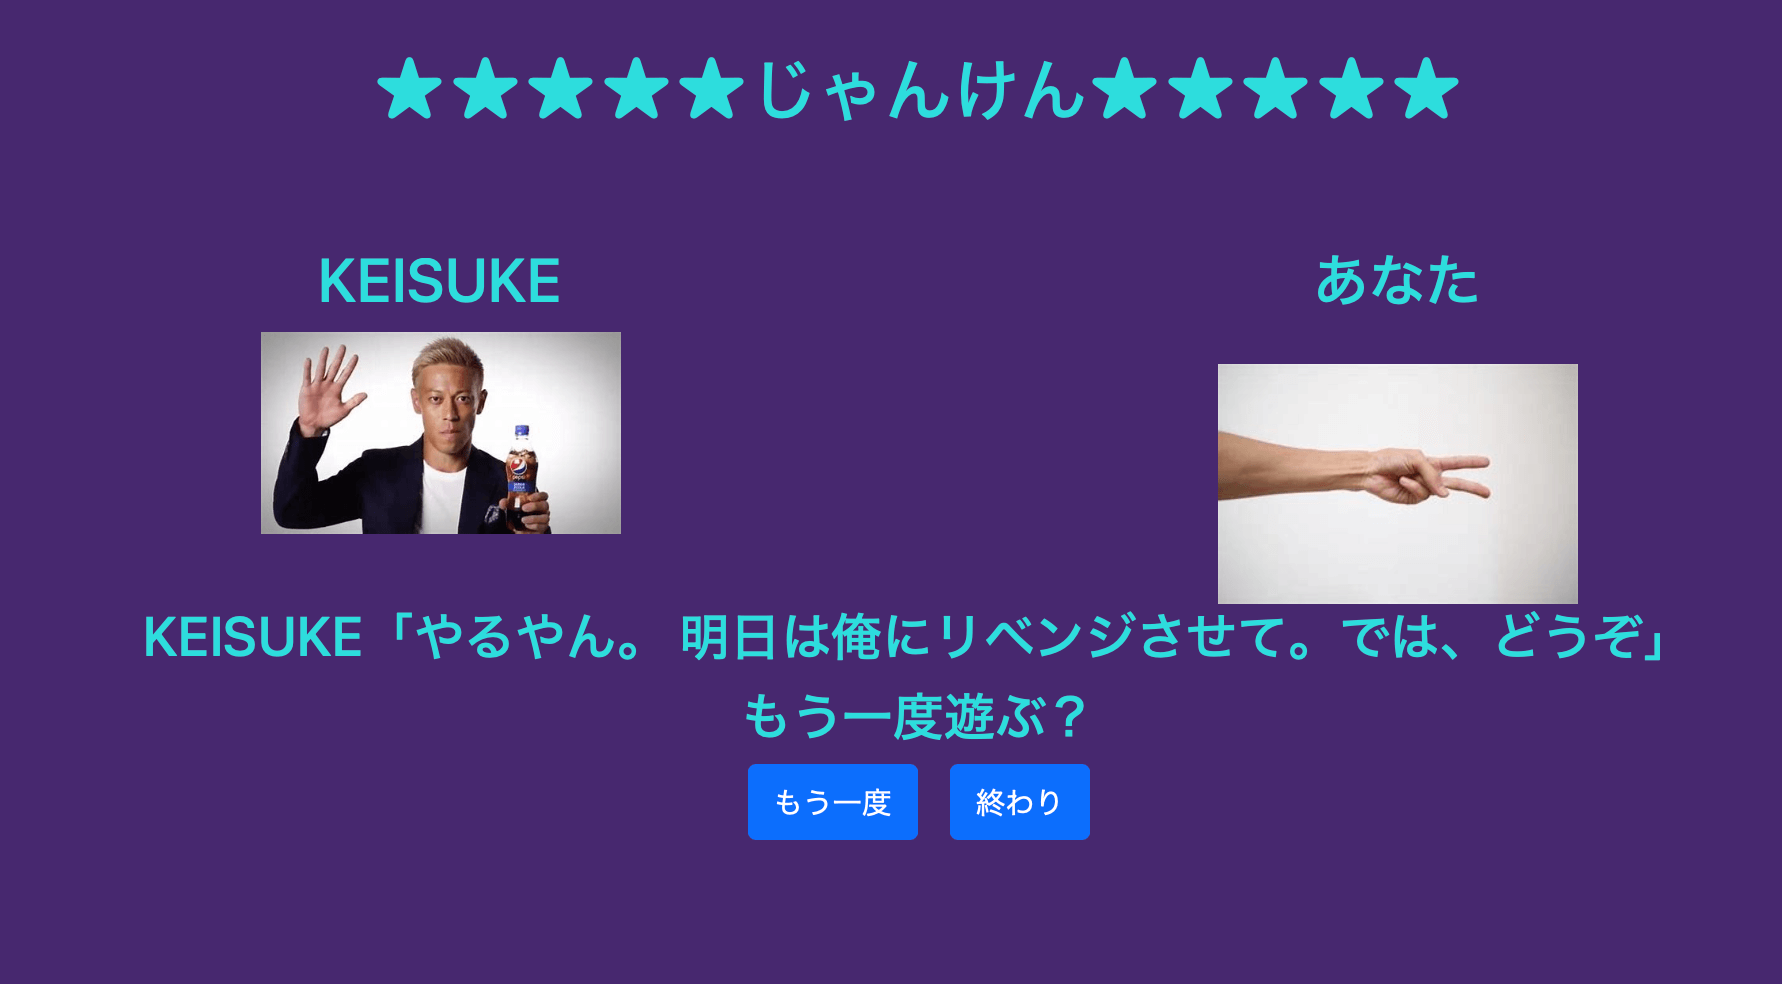 ★★★★★じゃんけん★★★★★
KEISUKE
あなた
pepsi
KEISUKE「やるやん。 明日は俺にリベンジさせて。では、どうぞ」
もう一度遊ぶ？
もう一度
終わり